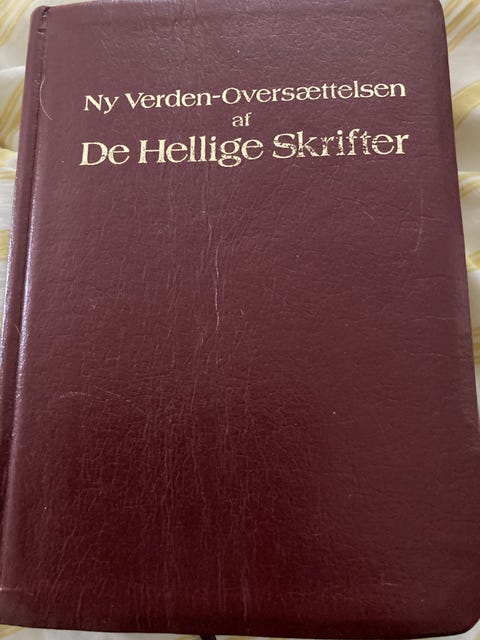 Ny Verden-Oversættelsen
af
De Hellige Skrifter